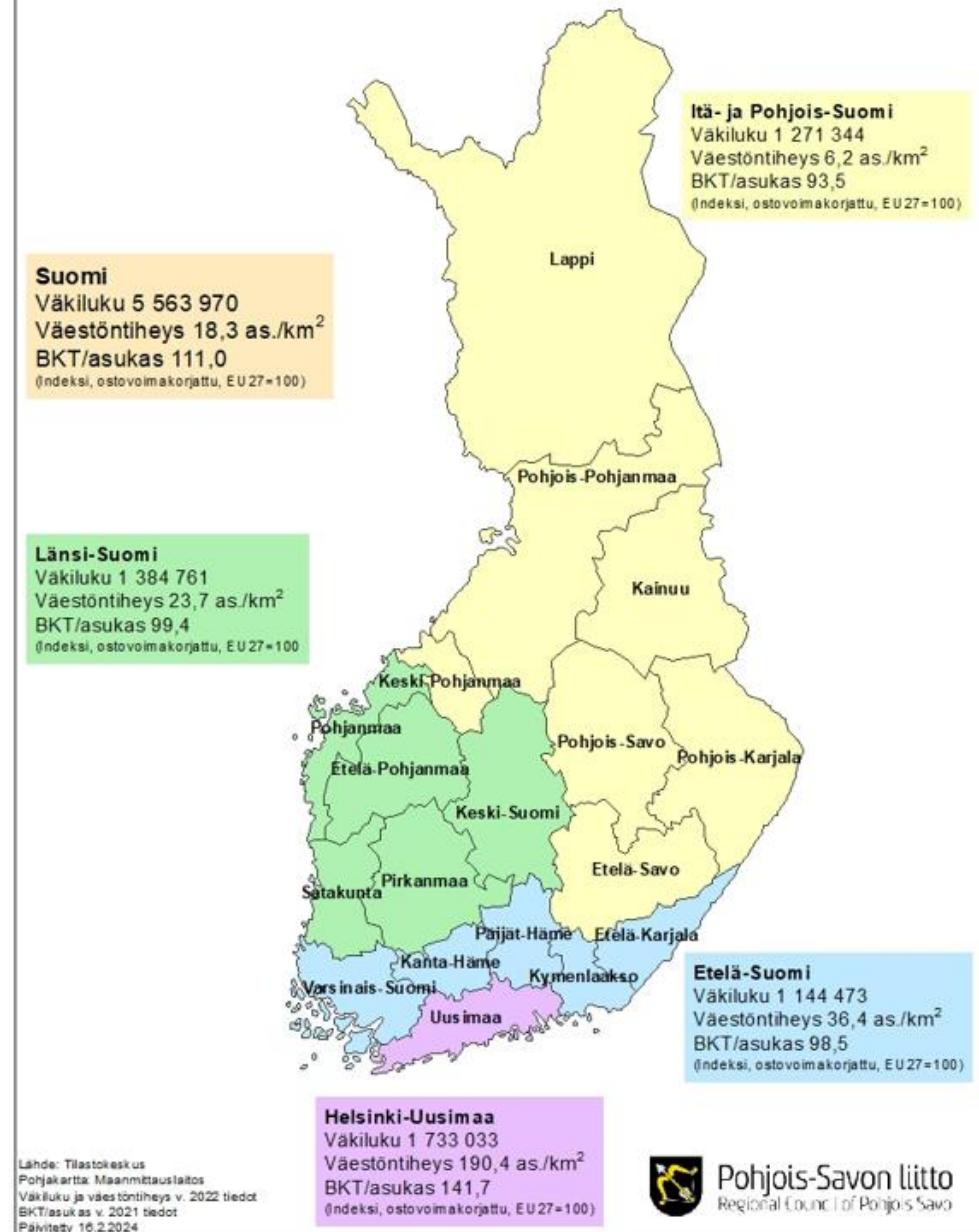 Itä- ja Pohjois-Suomi
Väkiluku 1 271 344
Väestöntiheys 6,2 as./km²
BKT/asukas 93,5
(Indeksi, ostovoimakorjattu, EU27=100)
Lappi
Suomi
Väkiluku 5 563 970
Väestöntiheys 18,3 as./km²
BKT/asukas 111,0
(Indeksi, ostovoimakorjattu, EU27=100)
Pohjois-Pohjanmaa
Länsi-Suomi
Väkiluku 1 384 761
Väestöntiheys 23,7 as./km²
BKT/asukas 99,4
(Indeksi, ostovoimakorjattu, EU27=100
Kainuu
Keski-Pohjanmaa
Pohjanmaa
Pohjois-Savo
Pohjois-Karjala
Etelä-Pohjanmaa
Keski-Suomi
Etelä-Savo
Pirkanmaa
Satakunta
Päijät-Häme
Etelä-Karjala
Kanta-Häme
Kymenlaakso
Varsinais-Suomi
Uusimaa
Etelä-Suomi
Väkiluku 1 144 473
Väestöntiheys 36,4 as./km²
BKT/asukas 98,5
(Indeksi, ostovoimakorjattu, EU27=100)
Helsinki-Uusimaa
Väkiluku 1 733 033
Väestöntiheys 190,4 as./km²
BKT/asukas 141,7
(Indeksi, ostovoimakorjattu, EU27=100)
Lähde: Tilastokeskus
Pohjakartta: Maanmittauslaitos
Väkiluku ja väestöntiheys v. 2022 tiedot
BKT/asukas v. 2021 tiedot
Päivitetty 16.2.2024
Pohjois-Savon liitto
Regional Council of Pohjois Savo